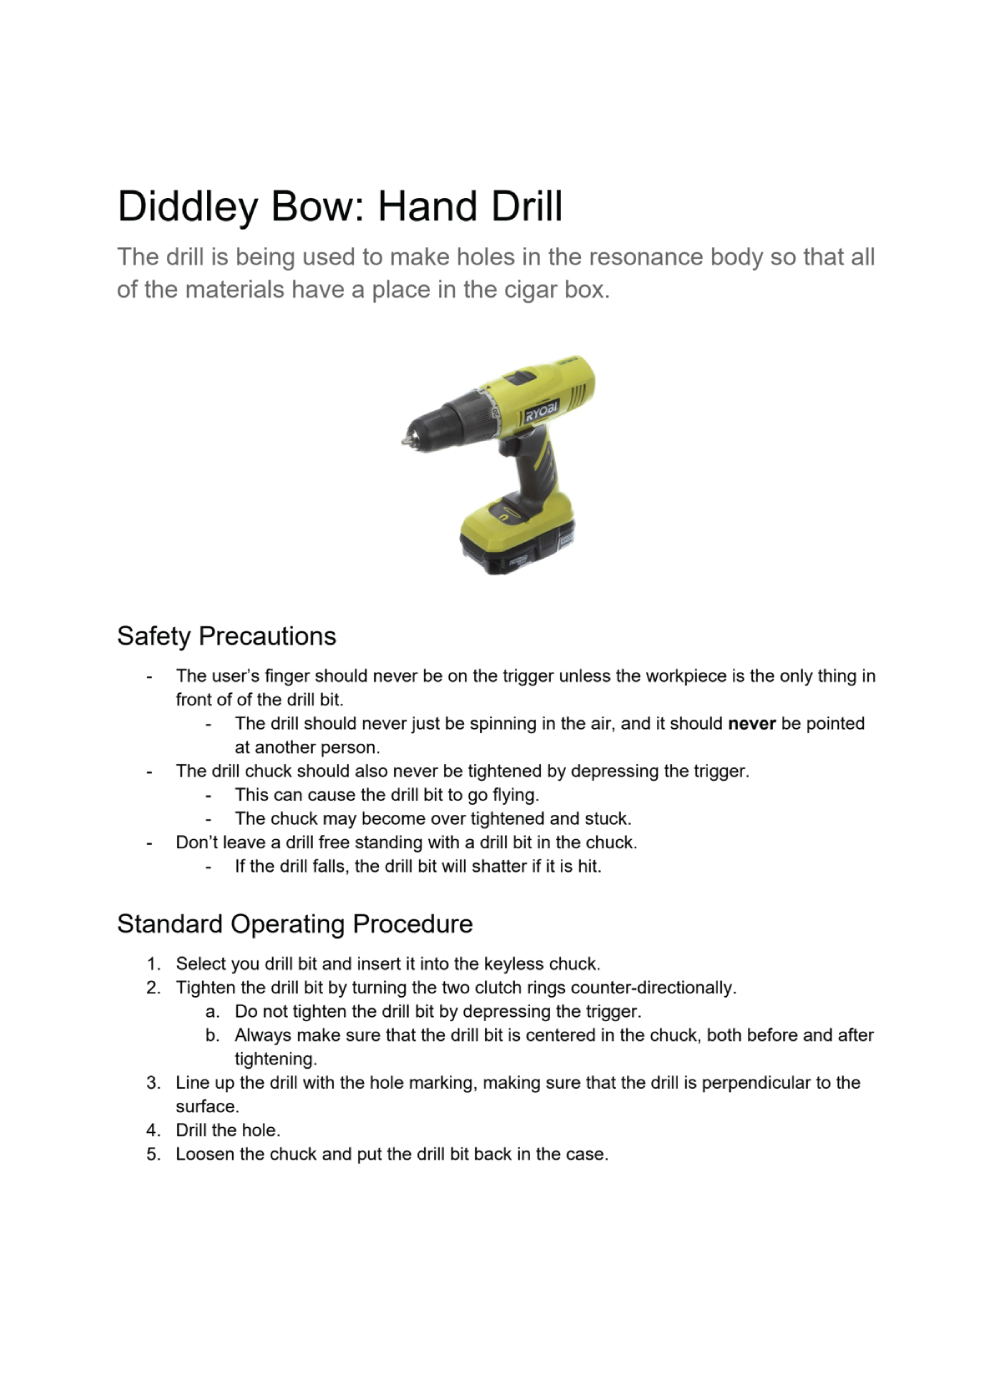 Diddley Bow: Hand Drill
The drill is being used to make holes in the resonance body so that all
of the materials have a place in the cigar box.
RYOBI
Safety Precautions
- The user's finger should never be on the trigger unless the workpiece is the only thing in
front of of the drill bit.
- The drill should never just be spinning in the air, and it should never be pointed
at another person.
- The drill chuck should also never be tightened by depressing the trigger.
- This can cause the drill bit to go flying.
- The chuck may become over tightened and stuck.
- Don't leave a drill free standing with a drill bit in the chuck.
- If the drill falls, the drill bit will shatter if it is hit.
Standard Operating Procedure
1. Select you drill bit and insert it into the keyless chuck.
2. Tighten the drill bit by turning the two clutch rings counter-directionally.
a. Do not tighten the drill bit by depressing the trigger.
b. Always make sure that the drill bit is centered in the chuck, both before and after
tightening.
3. Line up the drill with the hole marking, making sure that the drill is perpendicular to the
surface.
4. Drill the hole.
5. Loosen the chuck and put the drill bit back in the case.